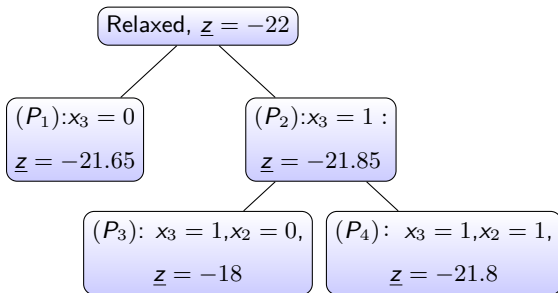 Relaxed, z = −22
(P₁):x₃ = 0
z = −21.65
(P₂):x₃ = 1 :
z = −21.85
(P₃): x₃ = 1,x₂ = 0,
z = −18
(P₄): x₃ = 1,x₂ = 1,
z = −21.8